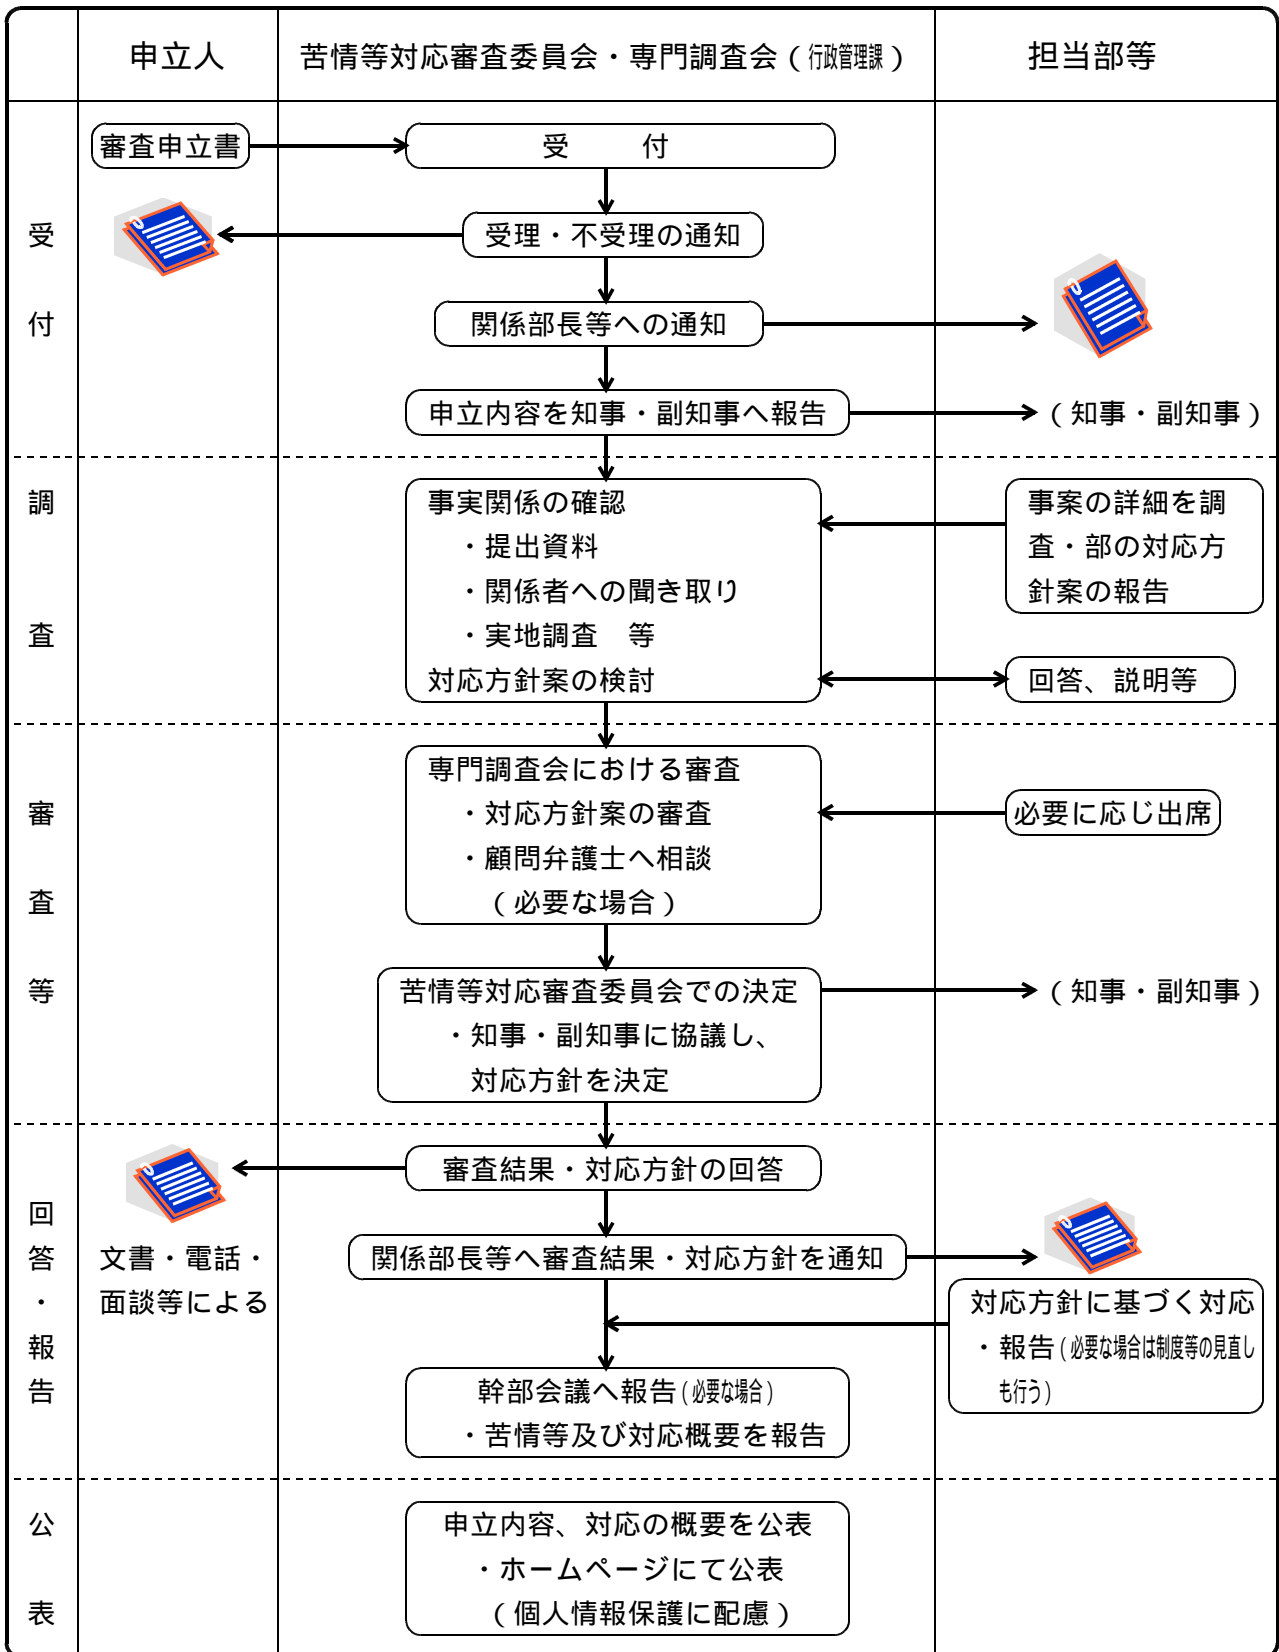 申立人
苦情等対応審査委員会・専門調査会（行政管理課）
担当部等
受付
審査申立書
受　　付
受理・不受理の通知
関係部長等への通知
申立内容を知事・副知事へ報告
（知事・副知事）
調査
事実関係の確認
・提出資料
・関係者への聞き取り
・実地調査　等
対応方針案の検討
事案の詳細を調
査・部の対応方
針案の報告
回答、説明等
審査等
専門調査会における審査
・対応方針案の審査
・顧問弁護士へ相談
（必要な場合）
必要に応じ出席
苦情等対応審査委員会での決定
・知事・副知事に協議し、
対応方針を決定
（知事・副知事）
回答・報告
審査結果・対応方針の回答
文書・電話・
面談等による
関係部長等へ審査結果・対応方針を通知
対応方針に基づく対応
・報告（必要な場合は制度等の見直し
も行う）
幹部会議へ報告（必要な場合）
・苦情等及び対応概要を報告
公表
申立内容、対応の概要を公表
・ホームページにて公表
（個人情報保護に配慮）